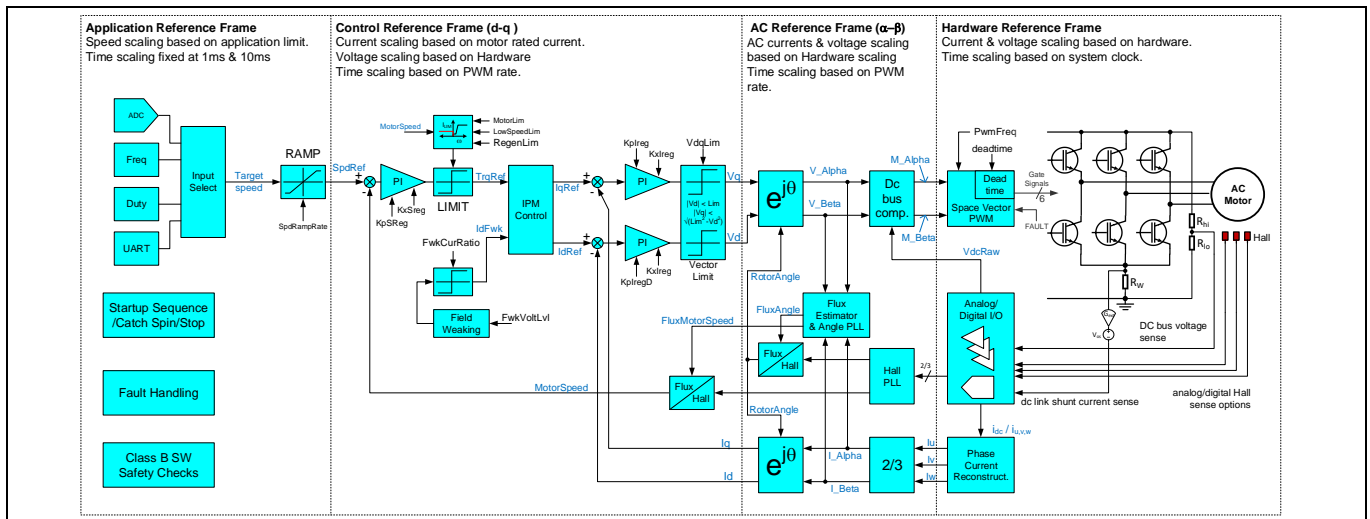 Application Reference Frame
Speed scaling based on application limit.
Time scaling fixed at 1ms & 10ms
Control Reference Frame (d-q )
Current scaling based on motor rated current.
Voltage scaling based on Hardware
Time scaling based on PWM rate.
AC Reference Frame (α–β)
AC currents & voltage scaling
based on Hardware scaling
Time scaling based on PWM
rate.
Hardware Reference Frame
Current & voltage scaling based on hardware.
Time scaling based on system clock.
ADC
Freq
Duty
UART
Input
Select
Target
speed
RAMP
SpdRampRate
SpdRef
+
-
PI
KpSReg
KxSreg
MotorSpeed
MotorLim
LowSpeedLim
RegenLim
LIMIT
TrqRef
IPM
Control
IdFwk
FwkCurRatio
Field
Weaking
FwkVoltLvl
IqRef
IdRef
+
-
+
-
KpIreg
KxIreg
PI
PI
KpIregD
KxIreg
VdqLim
|Vd| < Lim
|Vq| <
√(Lim² -Vd²)
Vector
Limit
Vq
Vd
e^jθ
V_Alpha
V_Beta
Dc
bus
comp.
M_Alpha
M_Beta
PwmFreq
deadtime
Dead
time
Space Vector
PWM
Gate
Signals
6
FAULT
AC
Motor
Rhi
Rlo
Hall
RW
VdcRaw
RotorAngle
FluxAngle
FluxMotorSpeed
Flux
Estimator
& Angle PLL
Flux
Hall
Flux
Hall
Hall
PLL
2/3
Analog/
Digital I/O
DC bus voltage
sense
dc link shunt current sense
analog/digital Hall
sense options
MotorSpeed
RotorAngle
Iq
Id
e^jθ
I_Alpha
I_Beta
2/3
Iu
Iv
Iw
idc / iu,v,w
Phase
Current
Reconstruct.
Startup Sequence
/Catch Spin/Stop
Fault Handling
Class B SW
Safety Checks